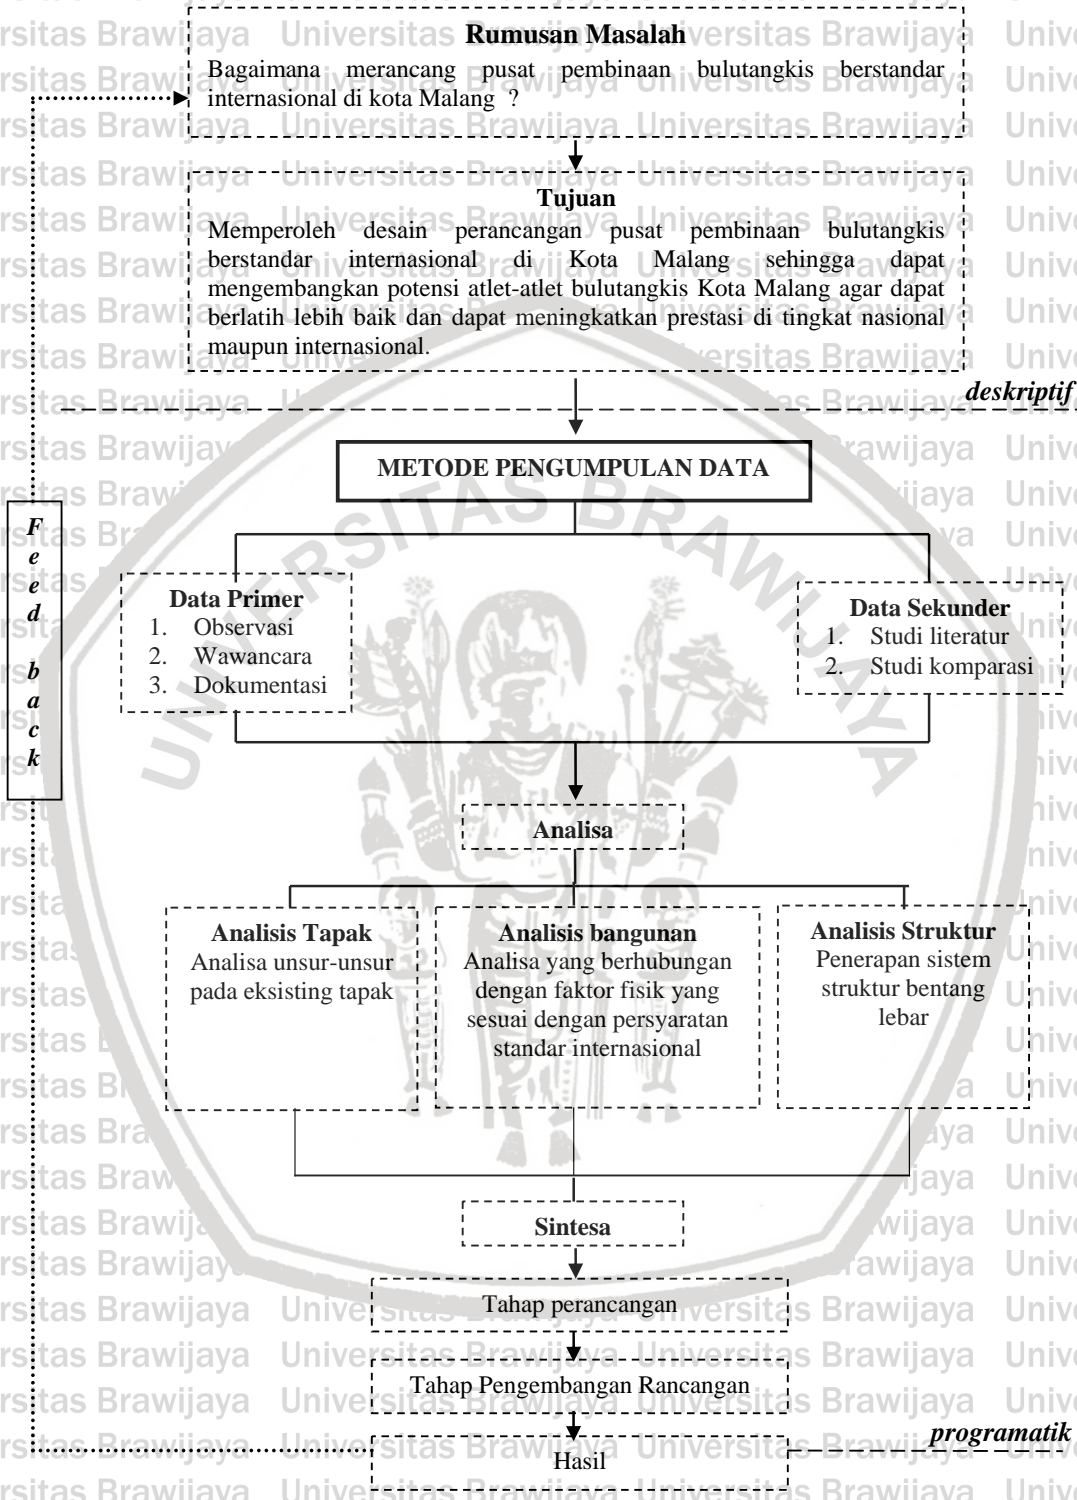 Rumusan Masalah
Bagaimana merancang pusat pembinaan bulutangkis berstandar
internasional di kota Malang ?
Tujuan
Memperoleh desain perancangan pusat pembinaan bulutangkis
berstandar internasional di Kota Malang sehingga dapat
mengembangkan potensi atlet-atlet bulutangkis Kota Malang agar dapat
berlatih lebih baik dan dapat meningkatkan prestasi di tingkat nasional
maupun internasional.
deskriptif
METODE PENGUMPULAN DATA
Feed back
Data Primer
1. Observasi
2. Wawancara
3. Dokumentasi
Data Sekunder
1. Studi literatur
2. Studi komparasi
Analisa
Analisis Tapak
Analisa unsur-unsur
pada eksisting tapak
Analisis bangunan
Analisa yang berhubungan
dengan faktor fisik yang
sesuai dengan persyaratan
standar internasional
Analisis Struktur
Penerapan sistem
struktur bentang
lebar
Sintesa
Tahap perancangan
Tahap Pengembangan Rancangan
programatik
Hasil
UNIVERSITAS BRAWIJAYA